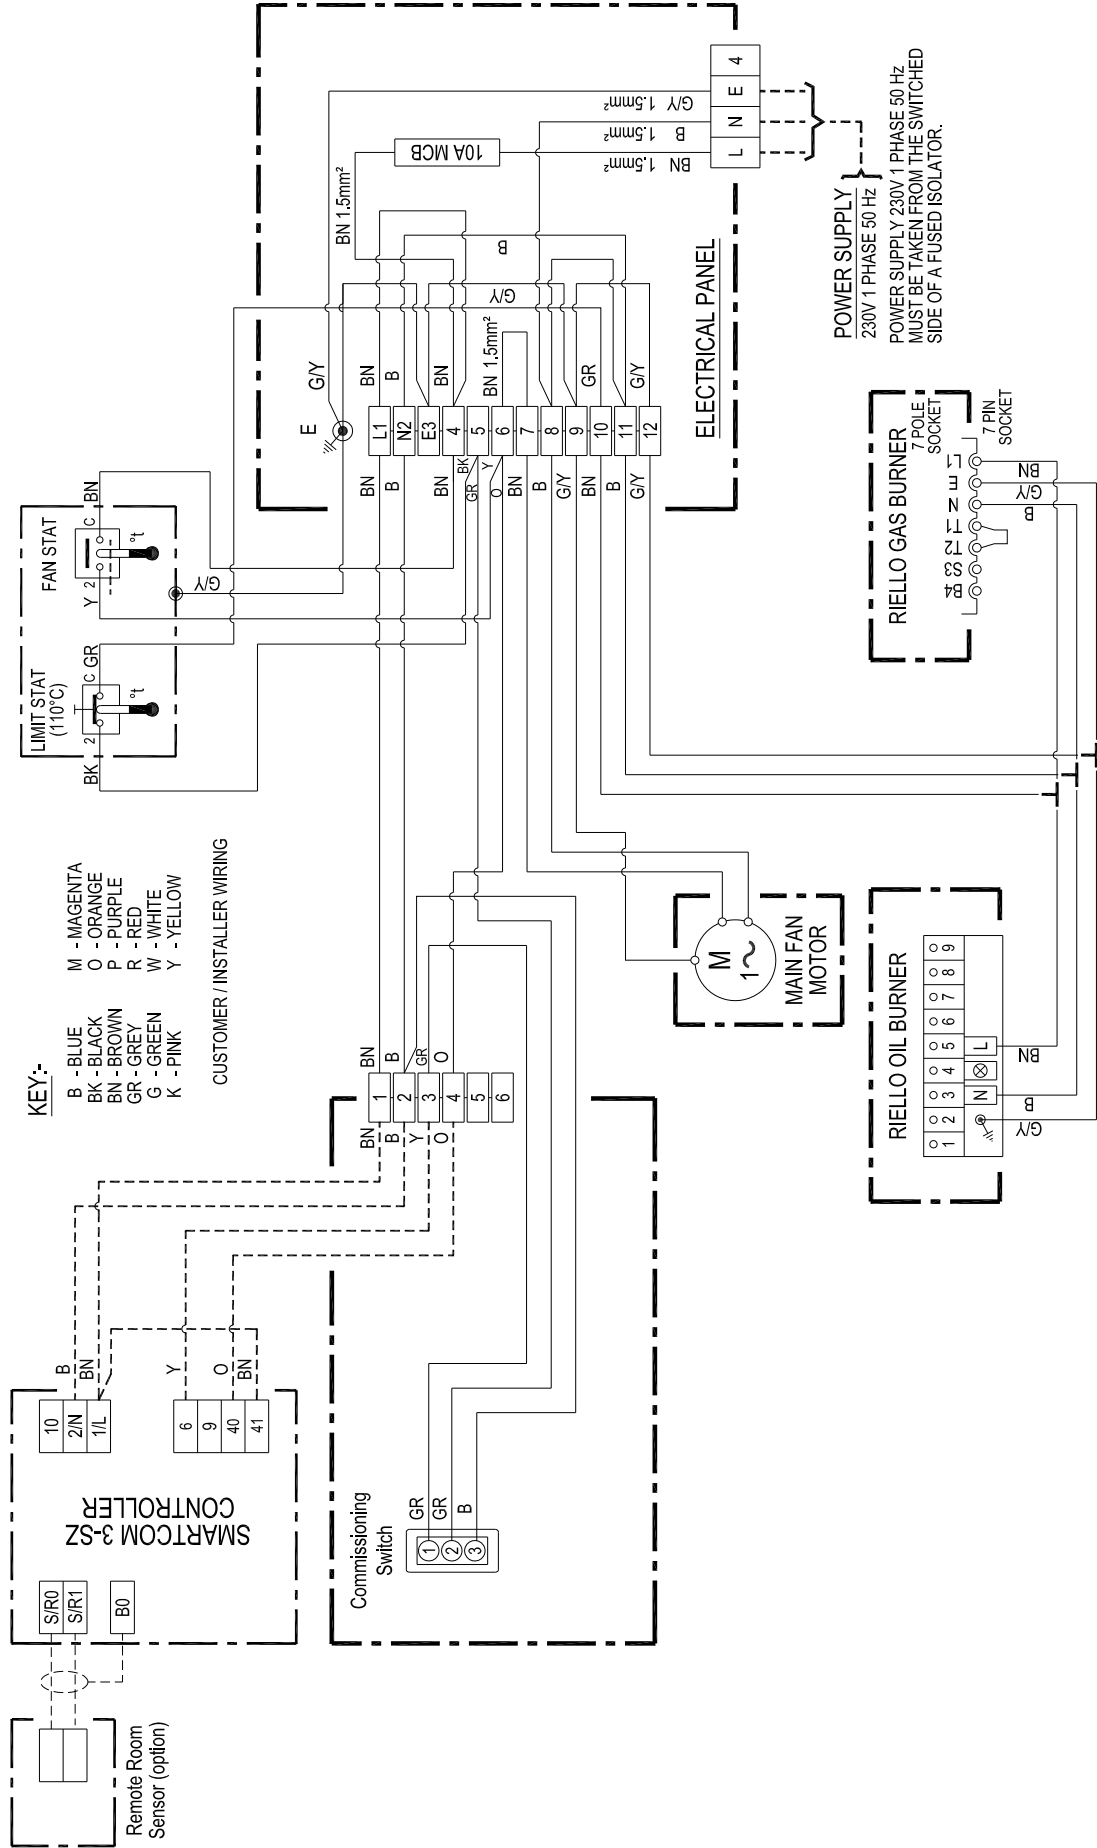 Remote Room
Sensor (option)
S/R0
S/R1
B0
SMARTCOM 3-SZ
CONTROLLER
10
2/N
1/L
6
9
40
41
B
BN
Y
O
BN
Commissioning
Switch
1
2
3
GR
GR
B
BN
B
Y
O
1
2
3
4
5
6
BN
B
GR
O
KEY:-
B - BLUE
BK - BLACK
BN - BROWN
GR - GREY
G - GREEN
K - PINK
M - MAGENTA
O - ORANGE
P - PURPLE
R - RED
W - WHITE
Y - YELLOW
CUSTOMER / INSTALLER WIRING
LIMIT STAT
(110°C)
BK
2
C
GR
°t
FAN STAT
Y
2
C
BN
°t
G/Y
E
G/Y
BN
B
BN
BK
GR
Y
O
BN
B
G/Y
BN
B
G/Y
L1
N2
E3
4
5
6
7
8
9
10
11
12
BN
B
BN
BN 1.5mm²
GR
G/Y
G/Y
B
BN 1.5mm²
10A MCB
G/Y 1.5mm²
B 1.5mm²
BN 1.5mm²
L
N
E
4
ELECTRICAL PANEL
POWER SUPPLY
230V 1 PHASE 50 Hz
POWER SUPPLY 230V 1 PHASE 50 Hz
MUST BE TAKEN FROM THE SWITCHED
SIDE OF A FUSED ISOLATOR.
M
1
MAIN FAN
MOTOR
RIELLO OIL BURNER
1
2
3
4
5
6
7
8
9
N
L
G/Y
B
BN
RIELLO GAS BURNER
7 POLE
SOCKET
7 PIN
SOCKET
B4
S3
T2
T1
N
E
L1
B
G/Y
BN